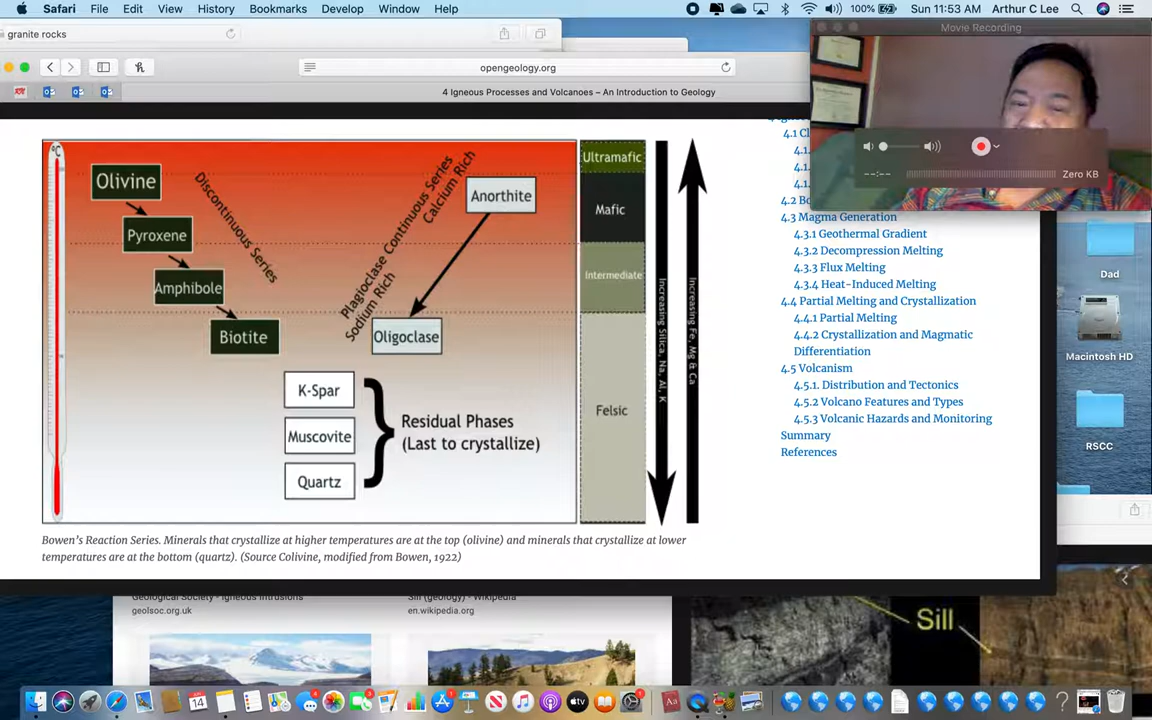 Safari File Edit View History Bookmarks Develop Window Help 100% Sun 11:53 AM Arthur C Lee
granite rocks
Movie Recording
opengeology.org
4 Igneous Processes and Volcanoes – An Introduction to Geology
--:-- Zero KB
°C
Olivine
Pyroxene
Amphibole
Biotite
Discontinuous Series
Plagioclase Continuous Series
Sodium Rich
Calcium Rich
Anorthite
Oligoclase
K-Spar
Muscovite
Quartz
Residual Phases
(Last to crystallize)
Ultramafic
Mafic
Intermediate
Felsic
Increasing Silica, Na, Al, K
Increasing Fe, Mg & Ca
Bowen's Reaction Series. Minerals that crystallize at higher temperatures are at the top (olivine) and minerals that crystallize at lower
temperatures are at the bottom (quartz). (Source Colivine, modified from Bowen, 1922)
4.3 Magma Generation
4.3.1 Geothermal Gradient
4.3.2 Decompression Melting
4.3.3 Flux Melting
4.3.4 Heat-Induced Melting
4.4 Partial Melting and Crystallization
4.4.1 Partial Melting
4.4.2 Crystallization and Magmatic
Differentiation
4.5 Volcanism
4.5.1. Distribution and Tectonics
4.5.2 Volcano Features and Types
4.5.3 Volcanic Hazards and Monitoring
Summary
References
Dad
Macintosh HD
RSCC
Geological Society - Igneous Intrusions
geolsoc.org.uk
Sill (geology) - Wikipedia
en.wikipedia.org
Sill